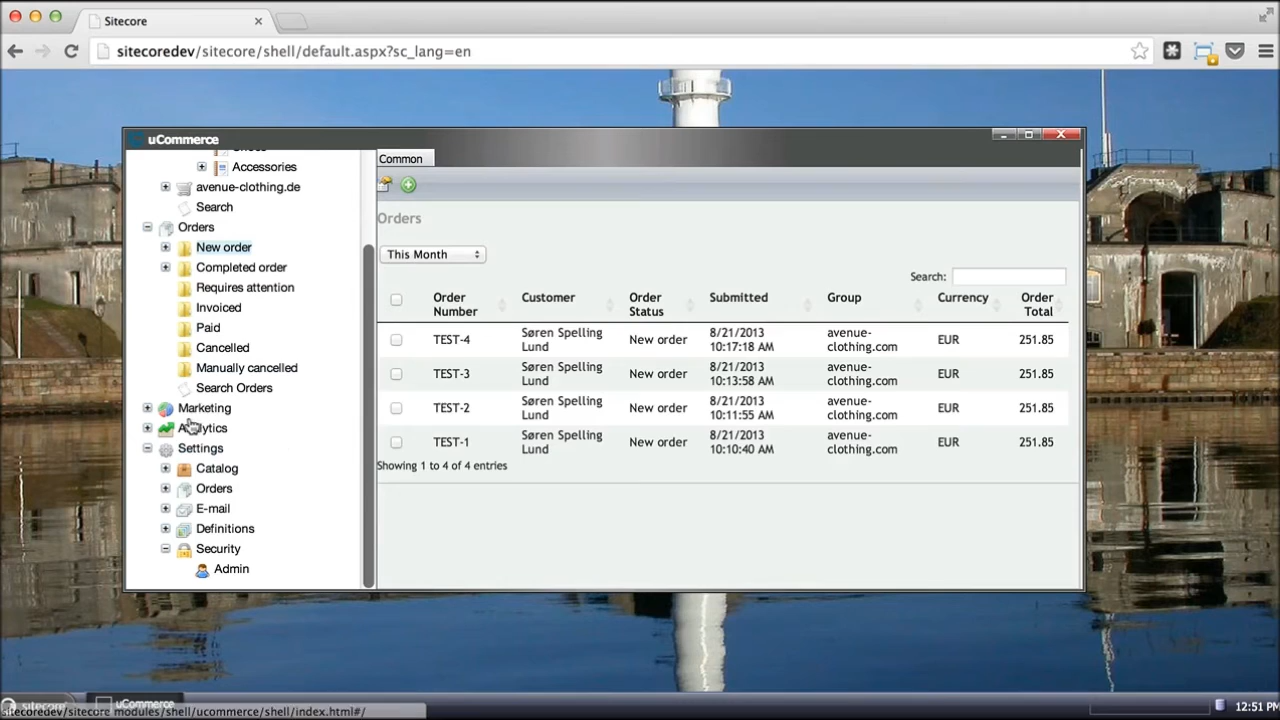 Sitecore
sitecoredev/sitecore/shell/default.aspx?sc_lang=en
uCommerce
Accessories
avenue-clothing.de
Search
Orders
New order
Completed order
Requires attention
Invoiced
Paid
Cancelled
Manually cancelled
Search Orders
Marketing
Settings
Catalog
Orders
E-mail
Definitions
Security
Admin
Common
Orders
This Month
Search:
Order Number Customer Order Status Submitted Group Currency Order Total
TEST-4 Søren Spelling Lund New order 8/21/2013 10:17:18 AM avenue-clothing.com EUR 251.85
TEST-3 Søren Spelling Lund New order 8/21/2013 10:13:58 AM avenue-clothing.com EUR 251.85
TEST-2 Søren Spelling Lund New order 8/21/2013 10:11:55 AM avenue-clothing.com EUR 251.85
TEST-1 Søren Spelling Lund New order 8/21/2013 10:10:40 AM avenue-clothing.com EUR 251.85
Showing 1 to 4 of 4 entries
sitecore
uCommerce
12:51 PM
sitecoredev/sitecore modules/shell/ucommerce/shell/index.html#/